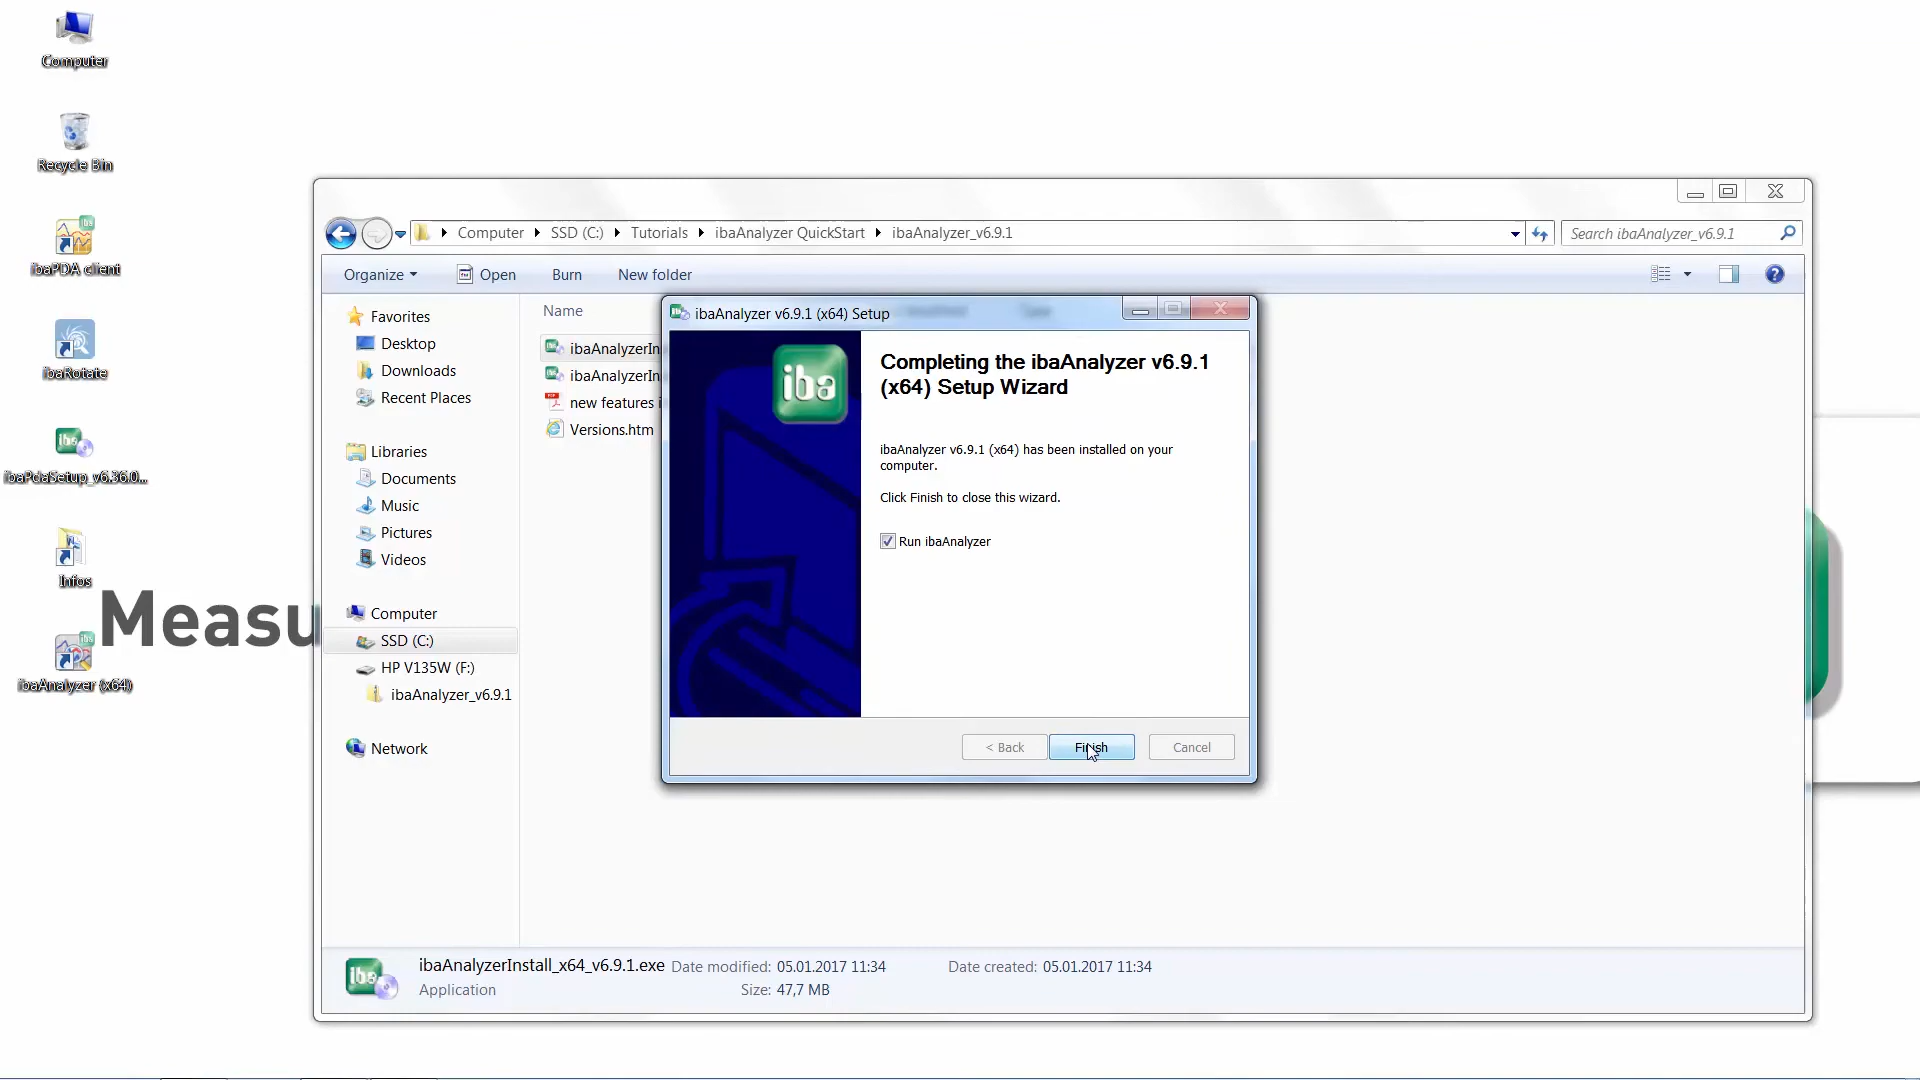 Computer
Recycle Bin
ibaPDA client
ibaRotate
ibaPdaSetup_v6.36.0...
Infos
Measu
ibaAnalyzer (x64)
Computer
SSD (C:)
Tutorials
ibaAnalyzer QuickStart
ibaAnalyzer_v6.9.1
Search ibaAnalyzer_v6.9.1
Organize
Open
Burn
New folder
Favorites
Desktop
Downloads
Recent Places
Libraries
Documents
Music
Pictures
Videos
Computer
SSD (C:)
HP V135W (F:)
ibaAnalyzer_v6.9.1
Network
Name
ibaAnalyzerIn
ibaAnalyzerIn
new features i
Versions.htm
ibaAnalyzer v6.9.1 (x64) Setup
iba
Completing the ibaAnalyzer v6.9.1
(x64) Setup Wizard
ibaAnalyzer v6.9.1 (x64) has been installed on your
computer.
Click Finish to close this wizard.
Run ibaAnalyzer
< Back
Finish
Cancel
iba
ibaAnalyzerInstall_x64_v6.9.1.exe
Date modified: 05.01.2017 11:34
Date created: 05.01.2017 11:34
Application
Size: 47,7 MB